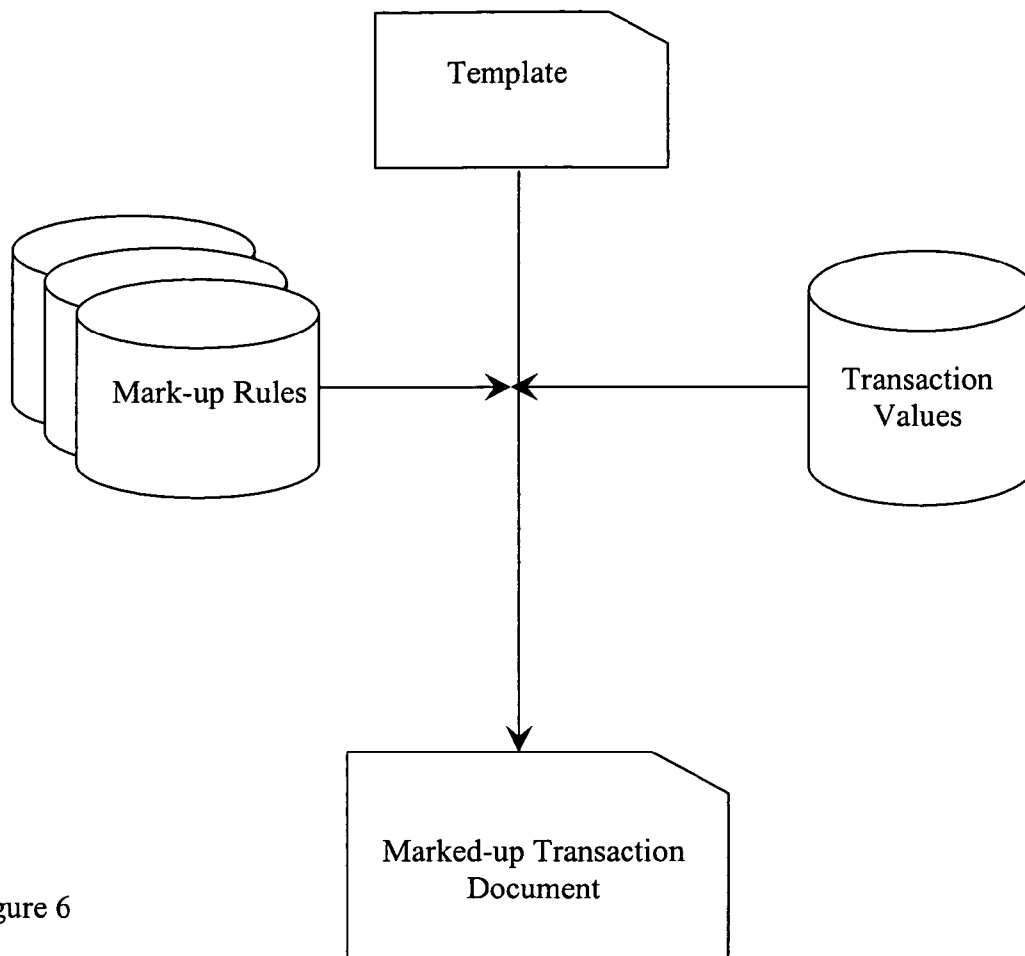 Template
Mark-up Rules
Transaction
Values
Marked-up Transaction
Document
gure 6